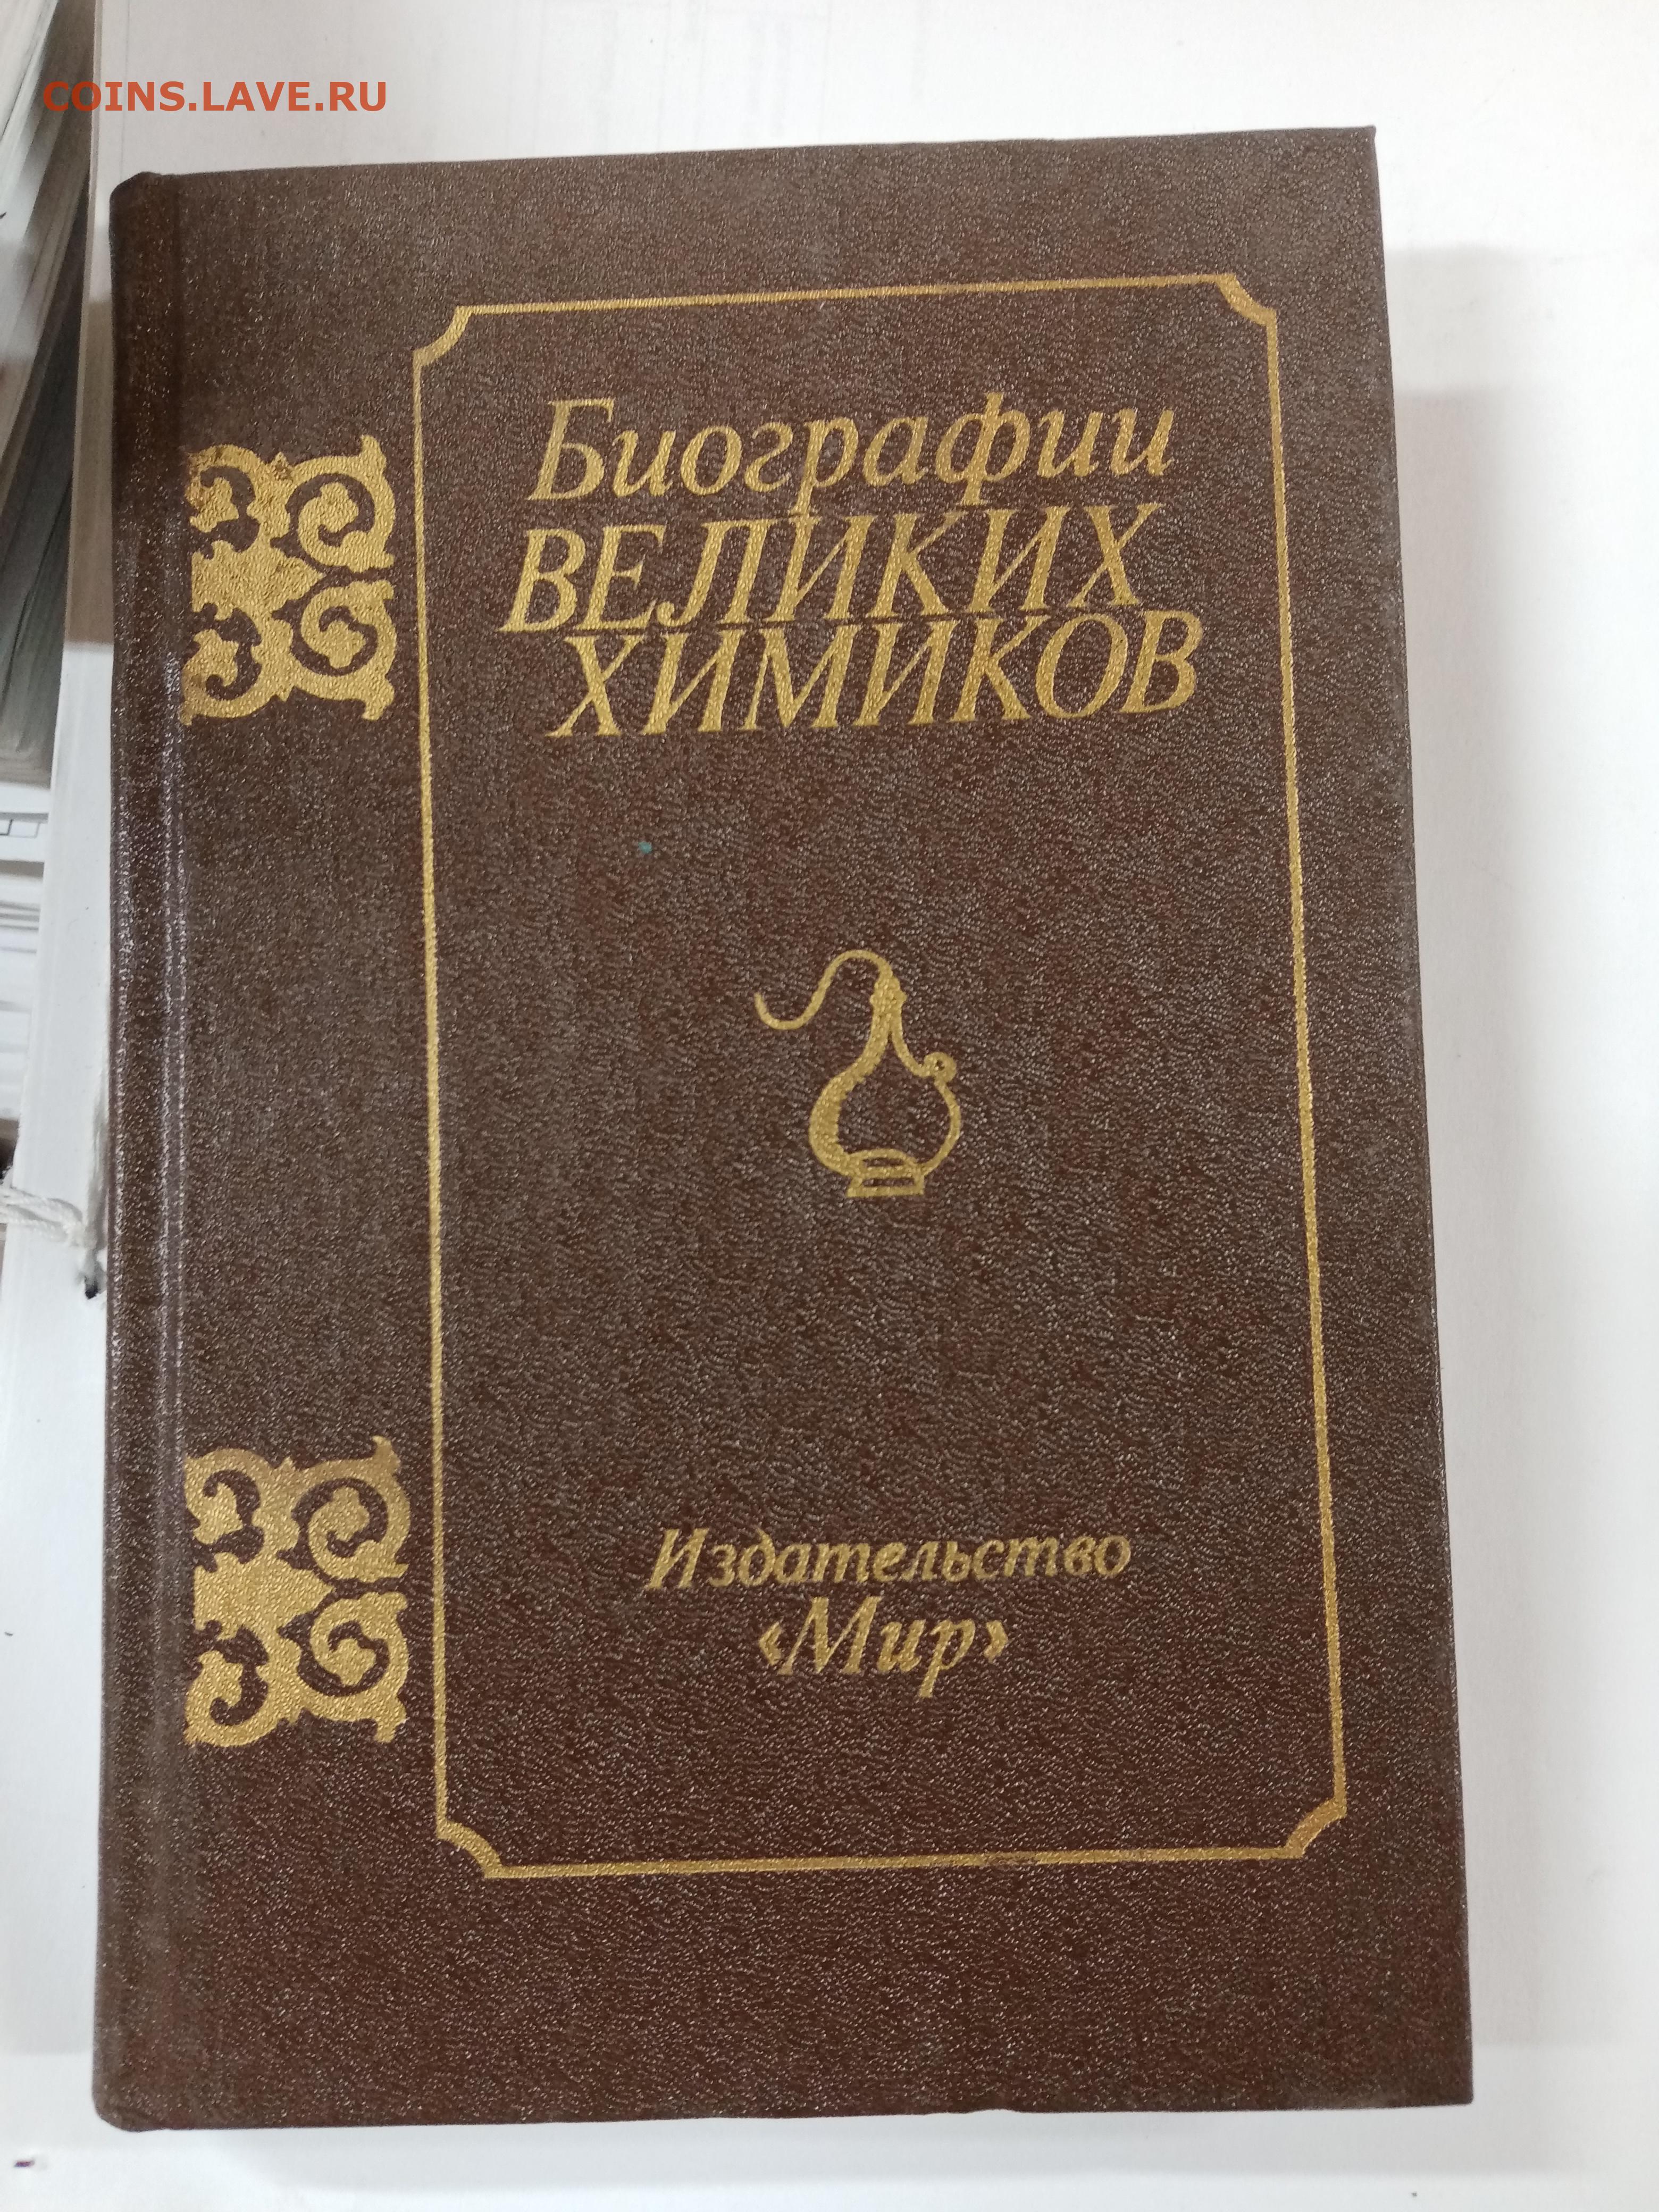 COINS.LAVE.RU
Биографии
ВЕЛИКИХ
ХИМИКОВ
Издательство
«Мир»